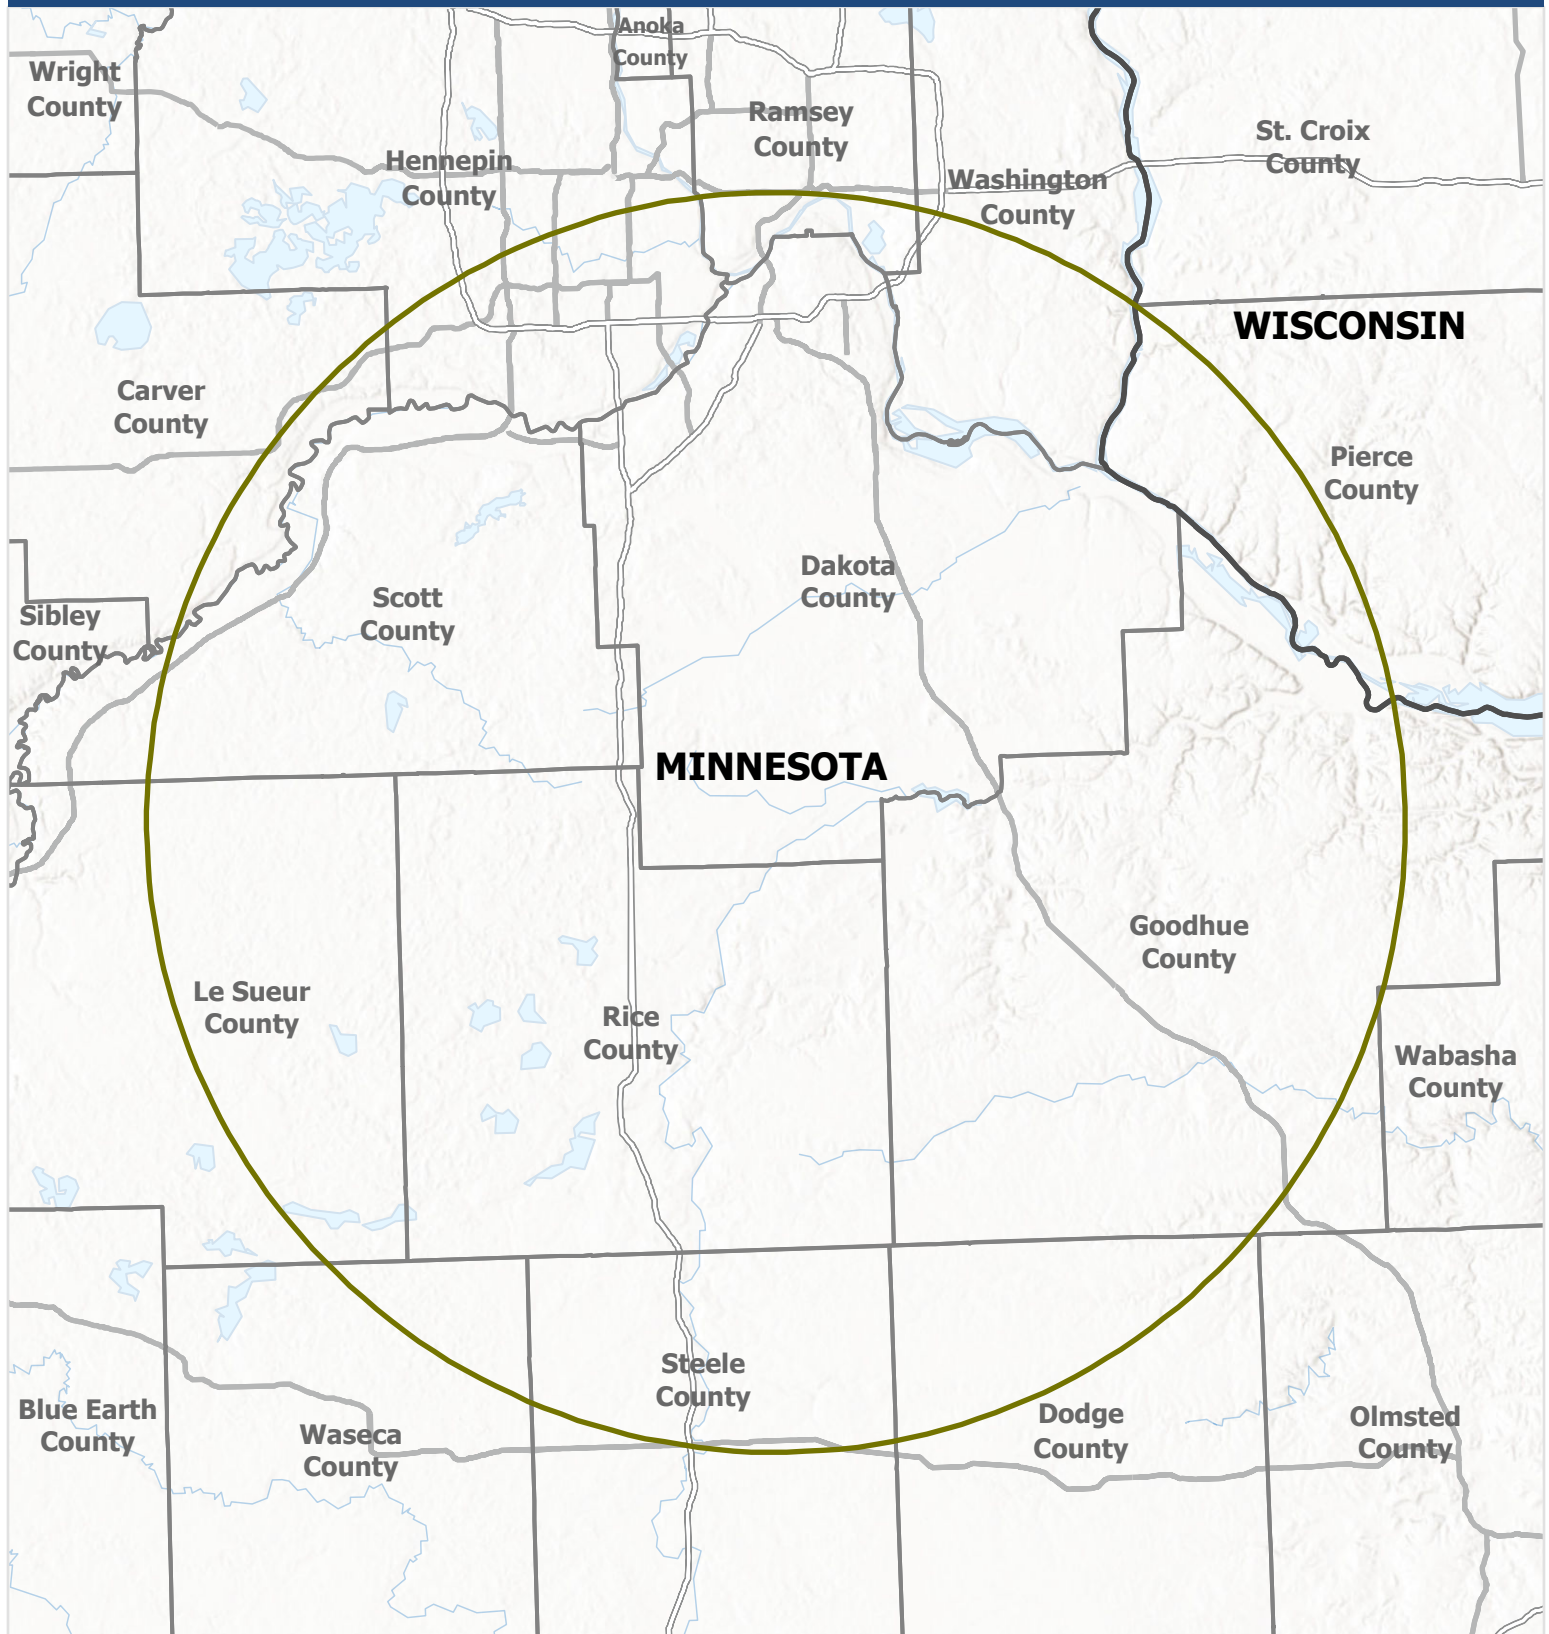 Anoka
County
Wright
County
Ramsey
County
St. Croix
County
Hennepin
County
Washington
County
WISCONSIN
Carver
County
Pierce
County
Dakota
County
Scott
County
Sibley
County
MINNESOTA
Goodhue
County
Le Sueur
County
Rice
County
Wabasha
County
Steele
County
Blue Earth
County
Waseca
County
Dodge
County
Olmsted
County